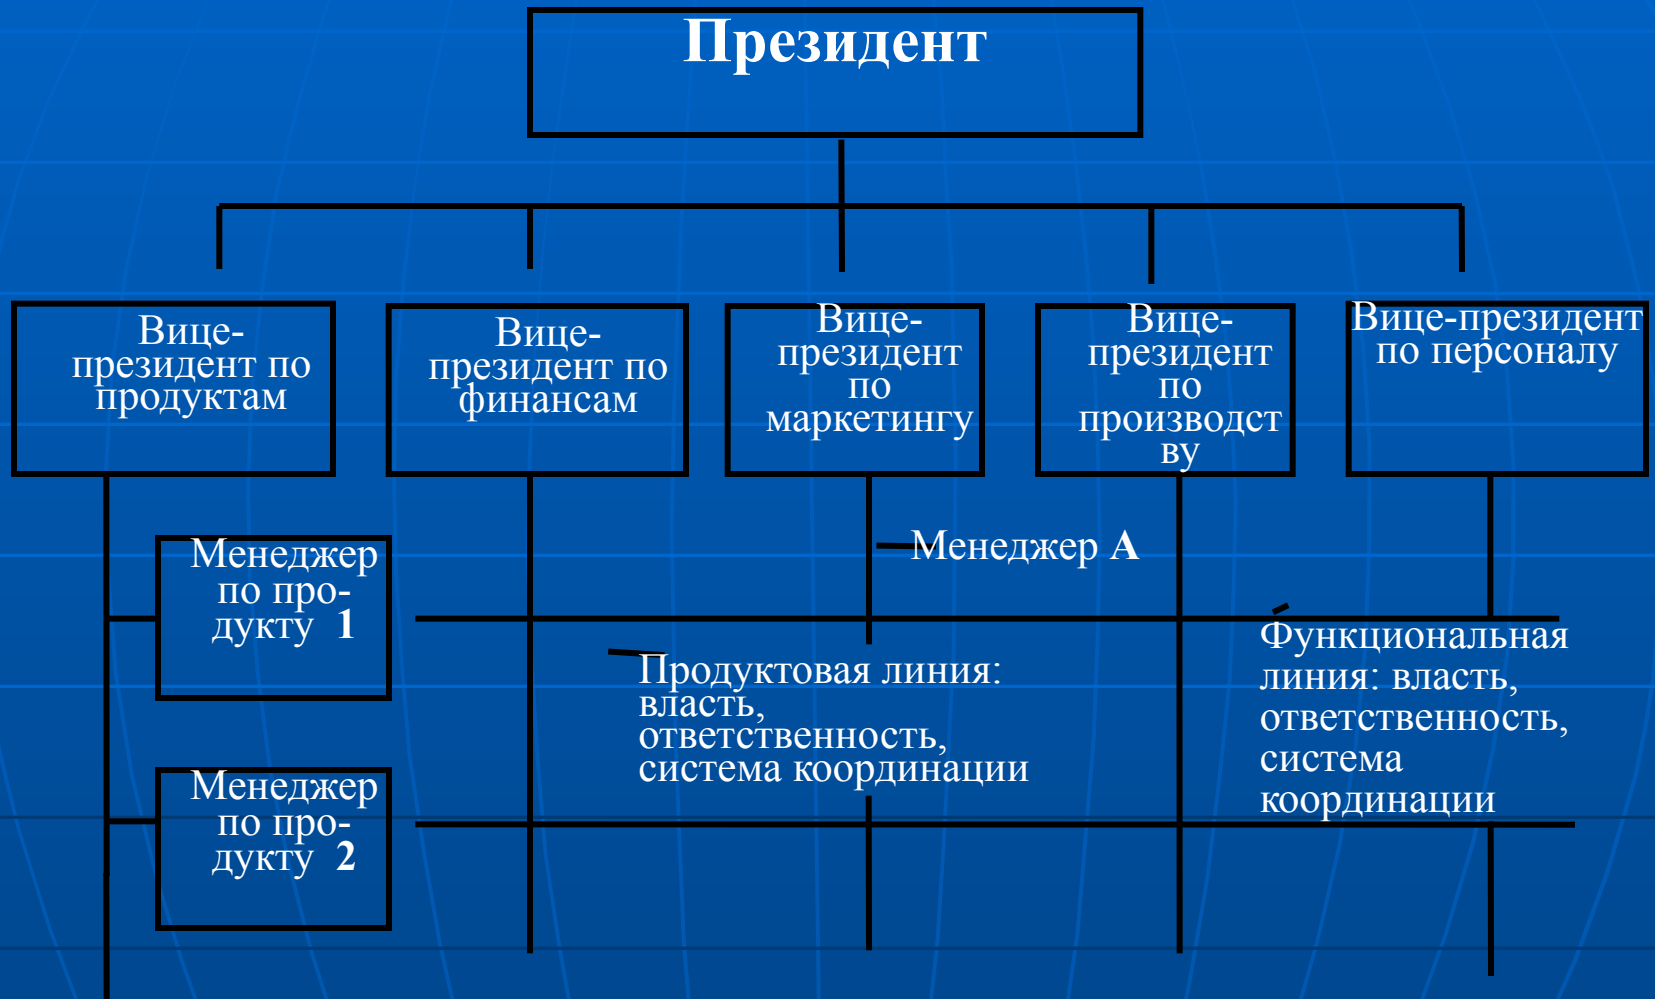 Президент
Вице-
президент по
продуктам
Вице-
президент по
финансам
Вице-
президент
по
маркетингу
Вице-
президент
по
производст
ву
Вице-президент
по персоналу
Менеджер
по про-
дукту 1
Менеджер А
Функциональная
линия: власть,
ответственность,
система
координации
Продуктовая линия:
власть,
ответственность,
система координации
Менеджер
по про-
дукту 2